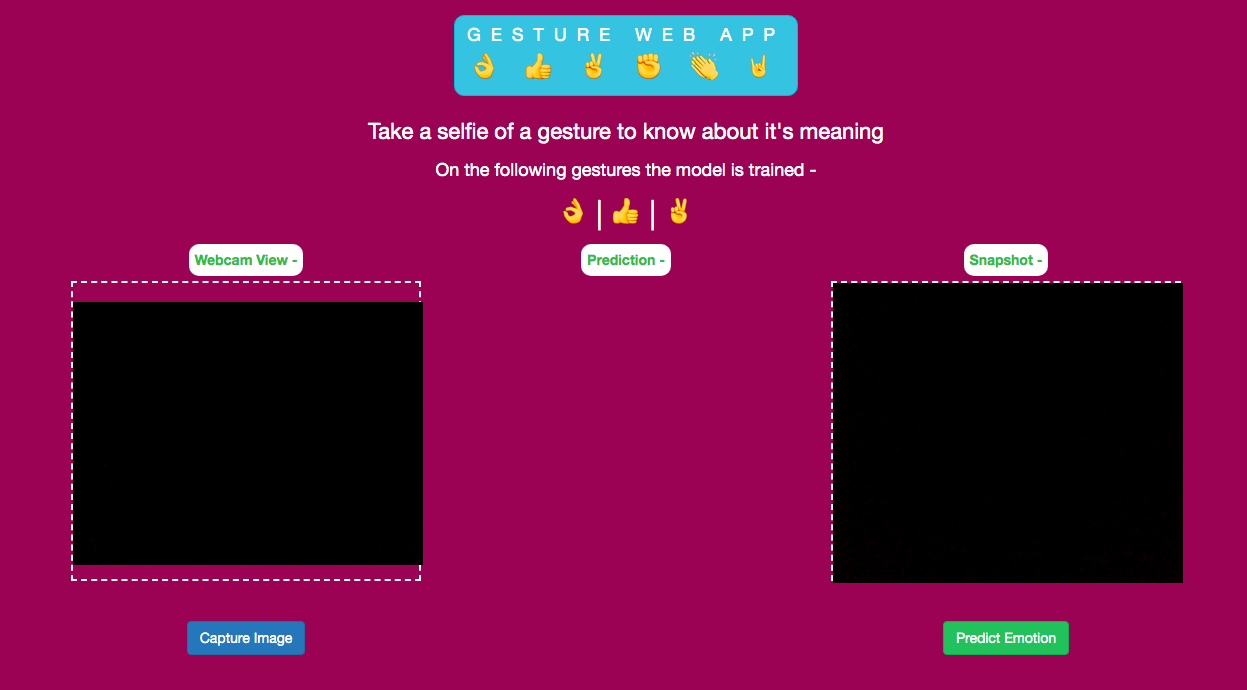 GESTURE WEB APP
👌 👍 ✌ ✊ 👏 🤘
Take a selfie of a gesture to know about it's meaning
On the following gestures the model is trained -
👌 | 👍 | ✌
Webcam View -
Prediction -
Snapshot -
Capture Image
Predict Emotion